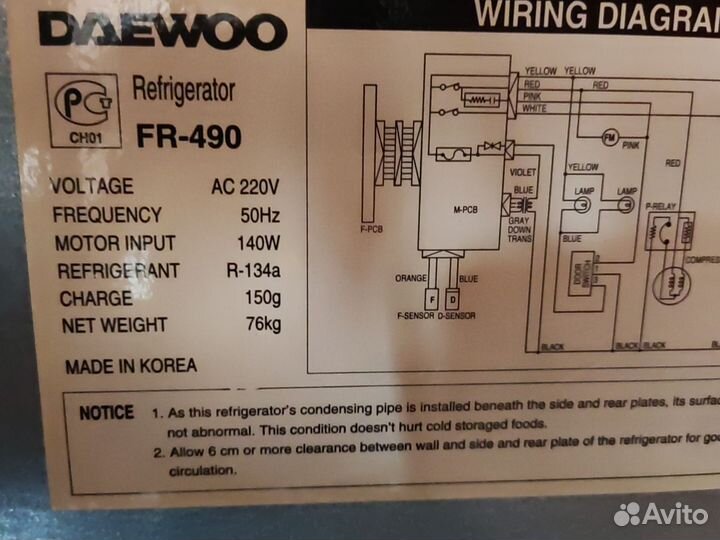 DAEWOO
WIRING DIAGRAM
CH01
Refrigerator
FR-490
VOLTAGE AC 220V
FREQUENCY 50Hz
MOTOR INPUT 140W
REFRIGERANT R-134a
CHARGE 150g
NET WEIGHT 76kg
MADE IN KOREA
YELLOW YELLOW
RED RED
PINK
WHITE
FM
PINK
YELLOW
RED
VIOLET
BLUE
LAMP LAMP
P-RELAY
M-PCB
GRAY
DOWN
TRANS
F-PCB
BLUE
DOOR
SWITCH
COMPRES
ORANGE BLUE
F D
F-SENSOR D-SENSOR
BLACK BLACK BLACK
NOTICE 1. As this refrigerator's condensing pipe is installed beneath the side and rear plates, its surfa
not abnormal. This condition doesn't hurt cold storaged foods.
2. Allow 6 cm or more clearance between wall and side and rear plate of the refrigerator for goo
circulation.
Avito